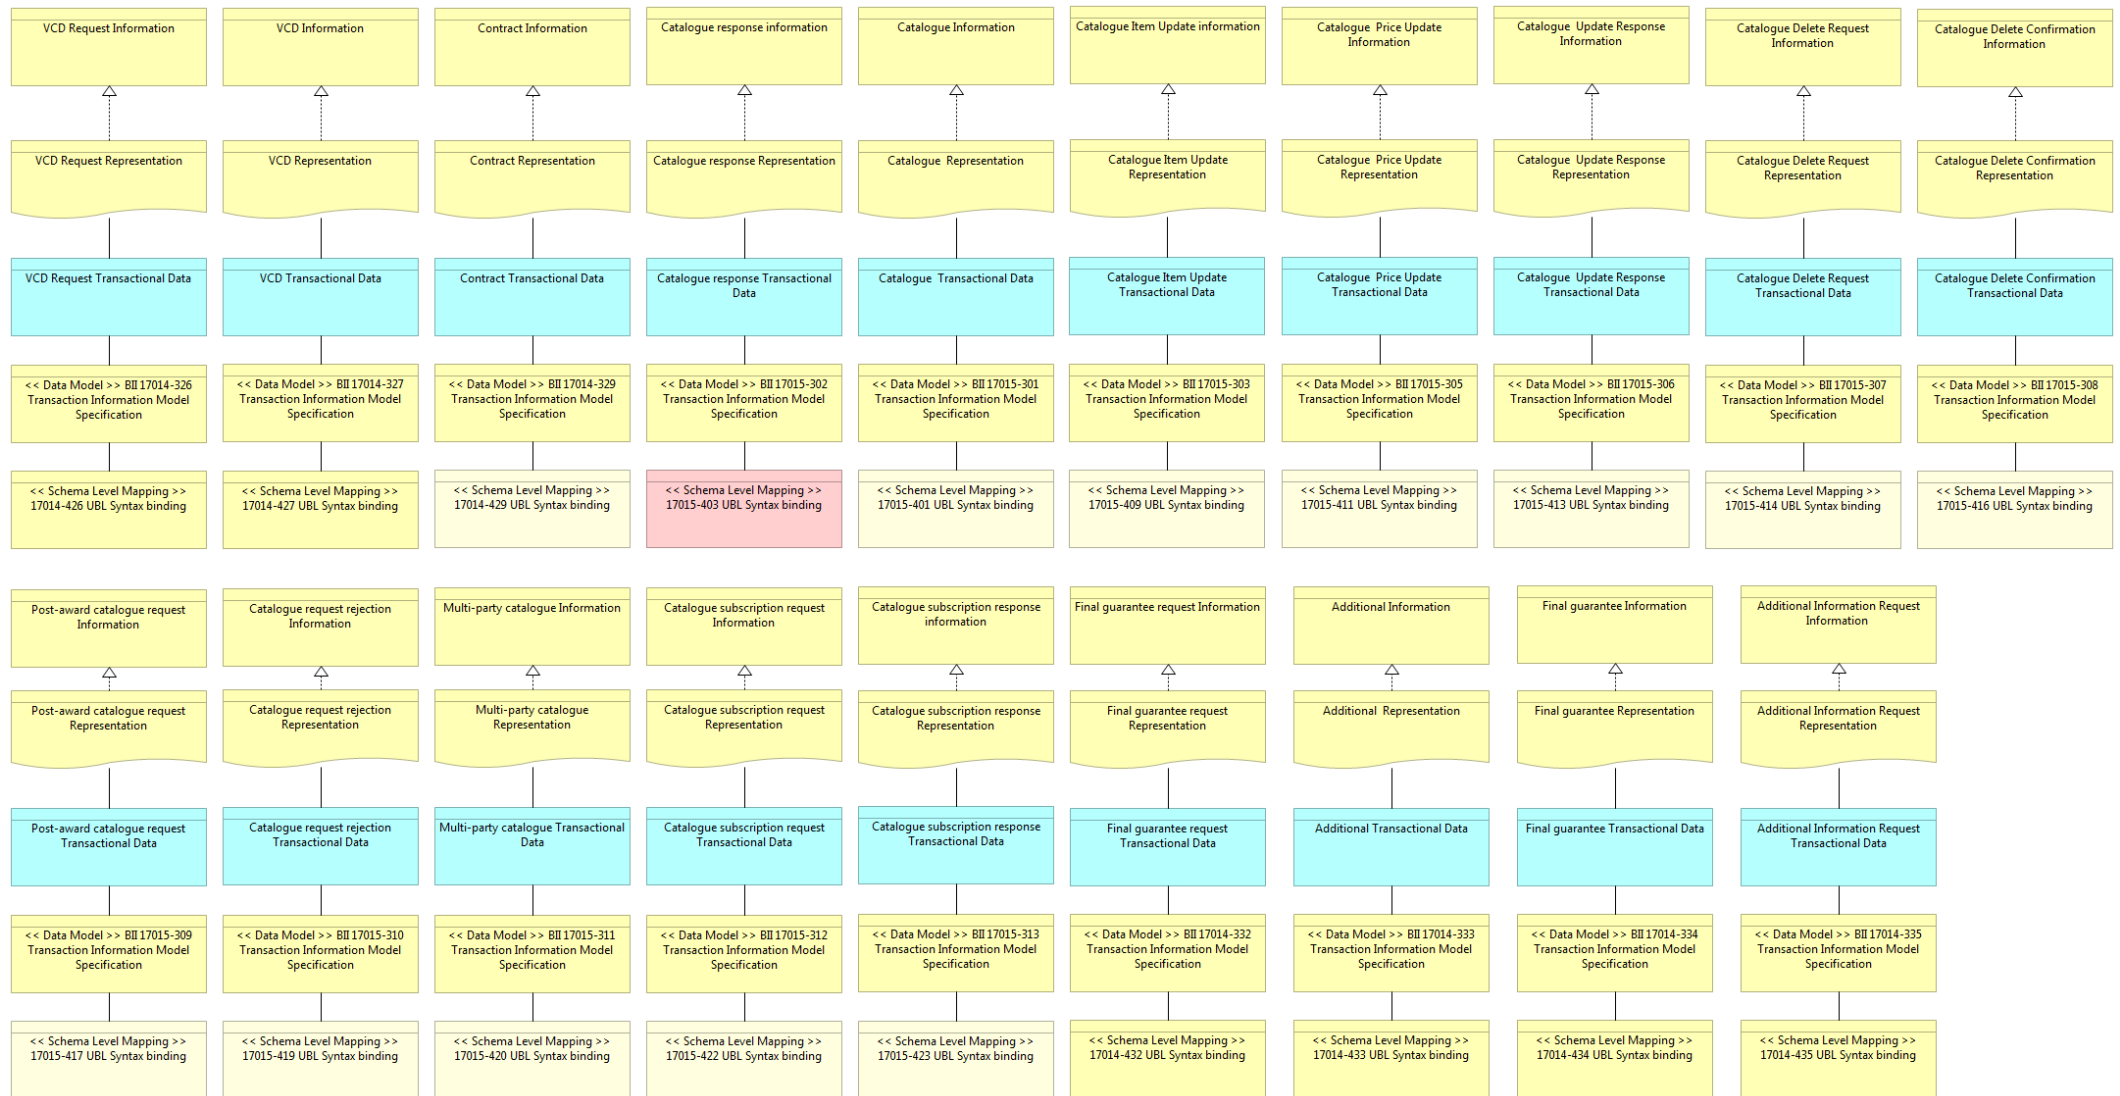 VCD Request Information
VCD Information
Contract Information
Catalogue response information
Catalogue Information
Catalogue Item Update information
Catalogue  Price Update
Information
Catalogue  Update Response
Information
Catalogue Delete Request
Information
Catalogue Delete Confirmation
Information
VCD Request Representation
VCD Representation
Contract Representation
Catalogue response Representation
Catalogue  Representation
Catalogue Item Update
Representation
Catalogue  Price Update
Representation
Catalogue  Update Response
Representation
Catalogue Delete Request
Representation
Catalogue Delete Confirmation
Representation
VCD Request Transactional Data
VCD Transactional Data
Contract Transactional Data
Catalogue response Transactional
Data
Catalogue  Transactional Data
Catalogue Item Update
Transactional Data
Catalogue  Price Update
Transactional Data
Catalogue  Update Response
Transactional Data
Catalogue Delete Request
Transactional Data
Catalogue Delete Confirmation
Transactional Data
<< Data Model >> BII 17014-326
Transaction Information Model
Specification
<< Data Model >> BII 17014-327
Transaction Information Model
Specification
<< Data Model >> BII 17014-329
Transaction Information Model
Specification
<< Data Model >> BII 17015-302
Transaction Information Model
Specification
<< Data Model >> BII 17015-301
Transaction Information Model
Specification
<< Data Model >> BII 17015-303
Transaction Information Model
Specification
<< Data Model >> BII 17015-305
Transaction Information Model
Specification
<< Data Model >> BII 17015-306
Transaction Information Model
Specification
<< Data Model >> BII 17015-307
Transaction Information Model
Specification
<< Data Model >> BII 17015-308
Transaction Information Model
Specification
<< Schema Level Mapping >>
17014-426 UBL Syntax binding
<< Schema Level Mapping >>
17014-427 UBL Syntax binding
<< Schema Level Mapping >>
17014-429 UBL Syntax binding
<< Schema Level Mapping >>
17015-403 UBL Syntax binding
<< Schema Level Mapping >>
17015-401 UBL Syntax binding
<< Schema Level Mapping >>
17015-409 UBL Syntax binding
<< Schema Level Mapping >>
17015-411 UBL Syntax binding
<< Schema Level Mapping >>
17015-413 UBL Syntax binding
<< Schema Level Mapping >>
17015-414 UBL Syntax binding
<< Schema Level Mapping >>
17015-416 UBL Syntax binding
Post-award catalogue request
Information
Catalogue request rejection
Information
Multi-party catalogue Information
Catalogue subscription request
Information
Catalogue subscription response
information
Final guarantee request Information
Additional Information
Final guarantee Information
Additional Information Request
Information
Post-award catalogue request
Representation
Catalogue request rejection
Representation
Multi-party catalogue
Representation
Catalogue subscription request
Representation
Catalogue subscription response
Representation
Final guarantee request
Representation
Additional  Representation
Final guarantee Representation
Additional Information Request
Representation
Post-award catalogue request
Transactional Data
Catalogue request rejection
Transactional Data
Multi-party catalogue Transactional
Data
Catalogue subscription request
Transactional Data
Catalogue subscription response
Transactional Data
Final guarantee request
Transactional Data
Additional Transactional Data
Final guarantee Transactional Data
Additional Information Request
Transactional Data
<< Data Model >> BII 17015-309
Transaction Information Model
Specification
<< Data Model >> BII 17015-310
Transaction Information Model
Specification
<< Data Model >> BII 17015-311
Transaction Information Model
Specification
<< Data Model >> BII 17015-312
Transaction Information Model
Specification
<< Data Model >> BII 17015-313
Transaction Information Model
Specification
<< Data Model >> BII 17014-332
Transaction Information Model
Specification
<< Data Model >> BII 17014-333
Transaction Information Model
Specification
<< Data Model >> BII 17014-334
Transaction Information Model
Specification
<< Data Model >> BII 17014-335
Transaction Information Model
Specification
<< Schema Level Mapping >>
17015-417 UBL Syntax binding
<< Schema Level Mapping >>
17015-419 UBL Syntax binding
<< Schema Level Mapping >>
17015-420 UBL Syntax binding
<< Schema Level Mapping >>
17015-422 UBL Syntax binding
<< Schema Level Mapping >>
17015-423 UBL Syntax binding
<< Schema Level Mapping >>
17014-432 UBL Syntax binding
<< Schema Level Mapping >>
17014-433 UBL Syntax binding
<< Schema Level Mapping >>
17014-434 UBL Syntax binding
<< Schema Level Mapping >>
17014-435 UBL Syntax binding